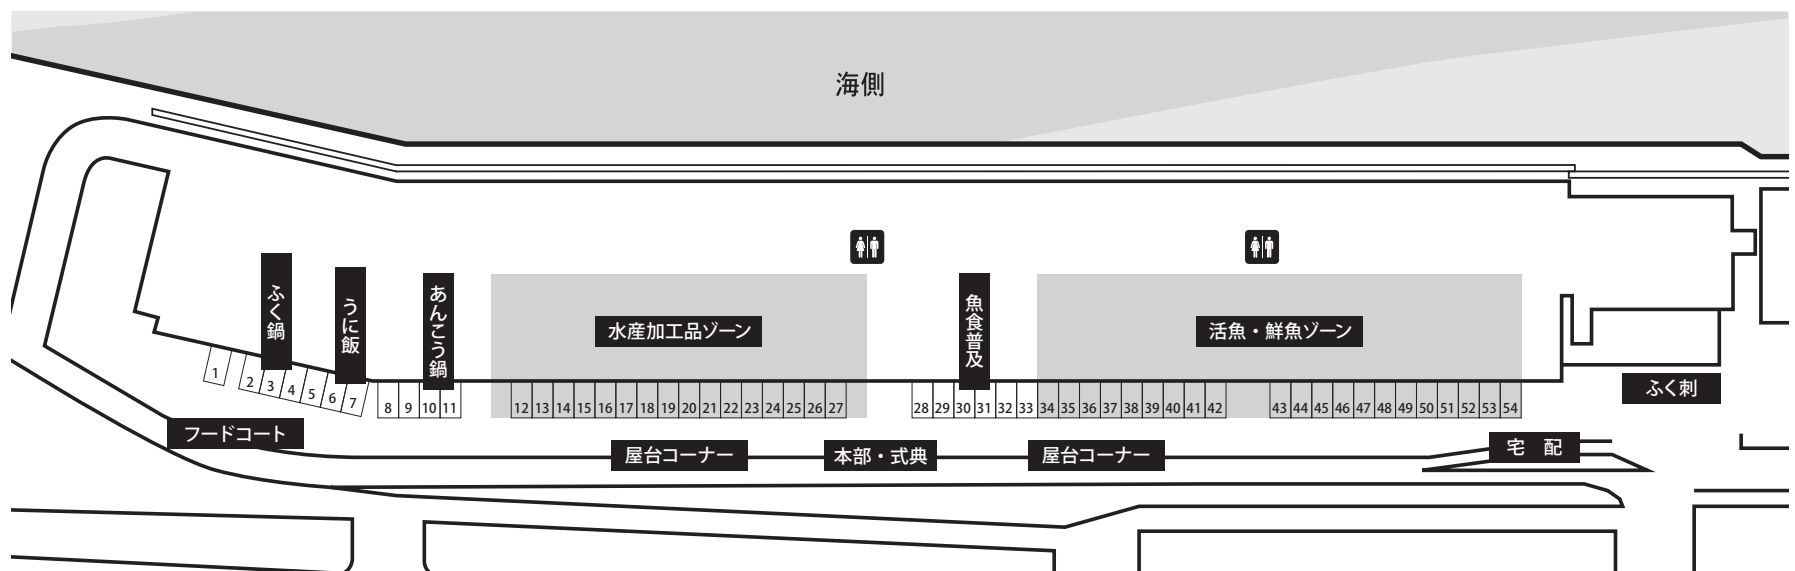 海側
ふく鍋
うに飯
あんこう鍋
水産加工品ゾーン
魚食普及
活魚・鮮魚ゾーン
ふく刺
1 2 3 4 5 6 7
8 9 10 11
12 13 14 15 16 17 18 19 20 21 22 23 24 25 26 27
28 29 30 31 32 33 34 35 36 37 38 39 40 41 42
43 44 45 46 47 48 49 50 51 52 53 54
フードコート
屋台コーナー
本部・式典
屋台コーナー
宅 配